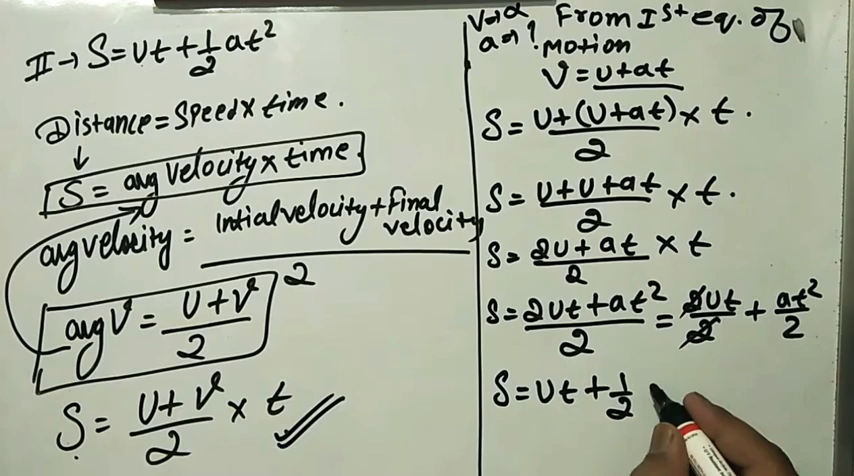 II → S = ut + 1/2 at²
Distance = Speed × time.
↓
S = avg velocity × time.
avg velocity = Intial velocity + Final velocity / 2
avg V = U + V / 2
S = U + V / 2 × t
V → α
a → ?
From Ist eq. of
motion
V = u + at
S = U + (U + at) / 2 × t.
S = U + U + at / 2 × t.
S = 2U + at / 2 × t
S = 2Ut + at² / 2 = 2Ut / 2 + at² / 2
S = Ut + 1/2